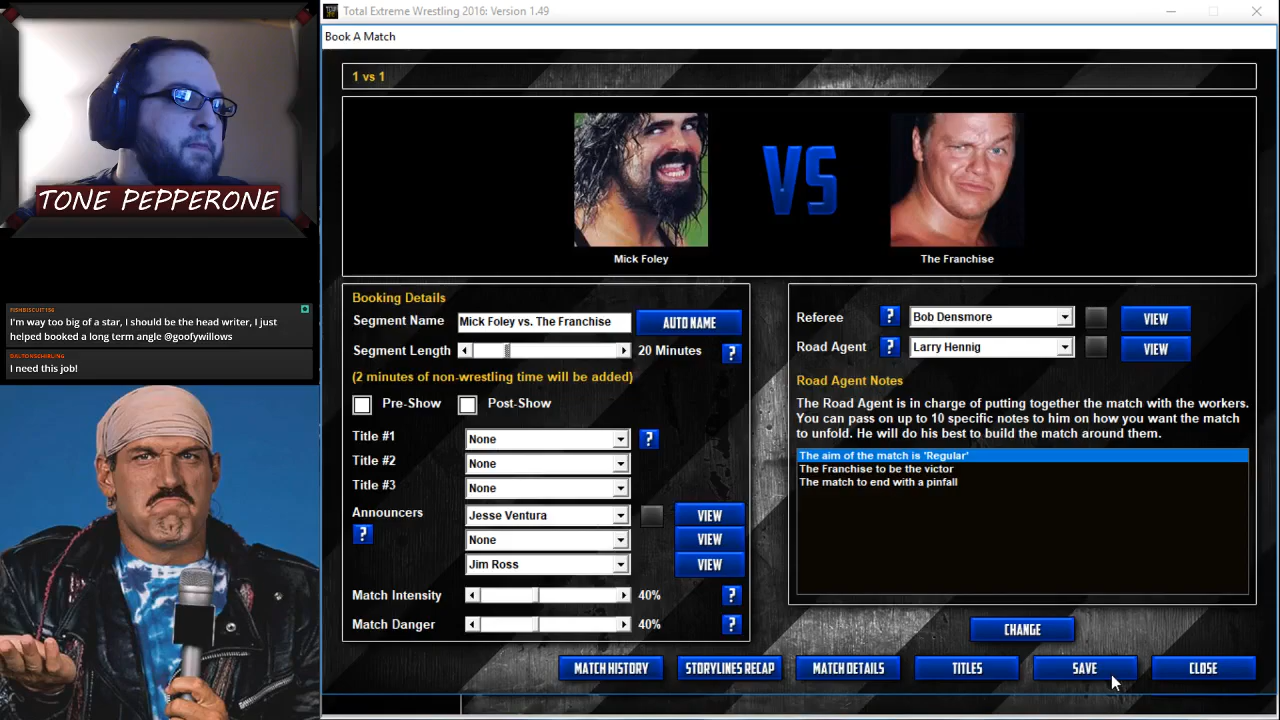 Total Extreme Wrestling 2016: Version 1.49
Book A Match
1 vs 1
VS
Mick Foley
The Franchise
TONE PEPPERONE
FISHBISCUIT156
I'm way too big of a star, I should be the head writer, I just
helped booked a long term angle @goofywillows
DALTONSCHIRLING
I need this job!
Booking Details
Segment Name Mick Foley vs. The Franchise AUTO NAME
Segment Length 20 Minutes ?
(2 minutes of non-wrestling time will be added)
Pre-Show Post-Show
Title #1 None ?
Title #2 None
Title #3 None
Announcers Jesse Ventura VIEW
? None VIEW
Jim Ross VIEW
Match Intensity 40% ?
Match Danger 40% ?
Referee ? Bob Densmore VIEW
Road Agent ? Larry Hennig VIEW
Road Agent Notes
The Road Agent is in charge of putting together the match with the workers.
You can pass on up to 10 specific notes to him on how you want the match
to unfold. He will do his best to build the match around them.
The aim of the match is 'Regular'
The Franchise to be the victor
The match to end with a pinfall
CHANGE
MATCH HISTORY STORYLINES RECAP MATCH DETAILS TITLES SAVE CLOSE